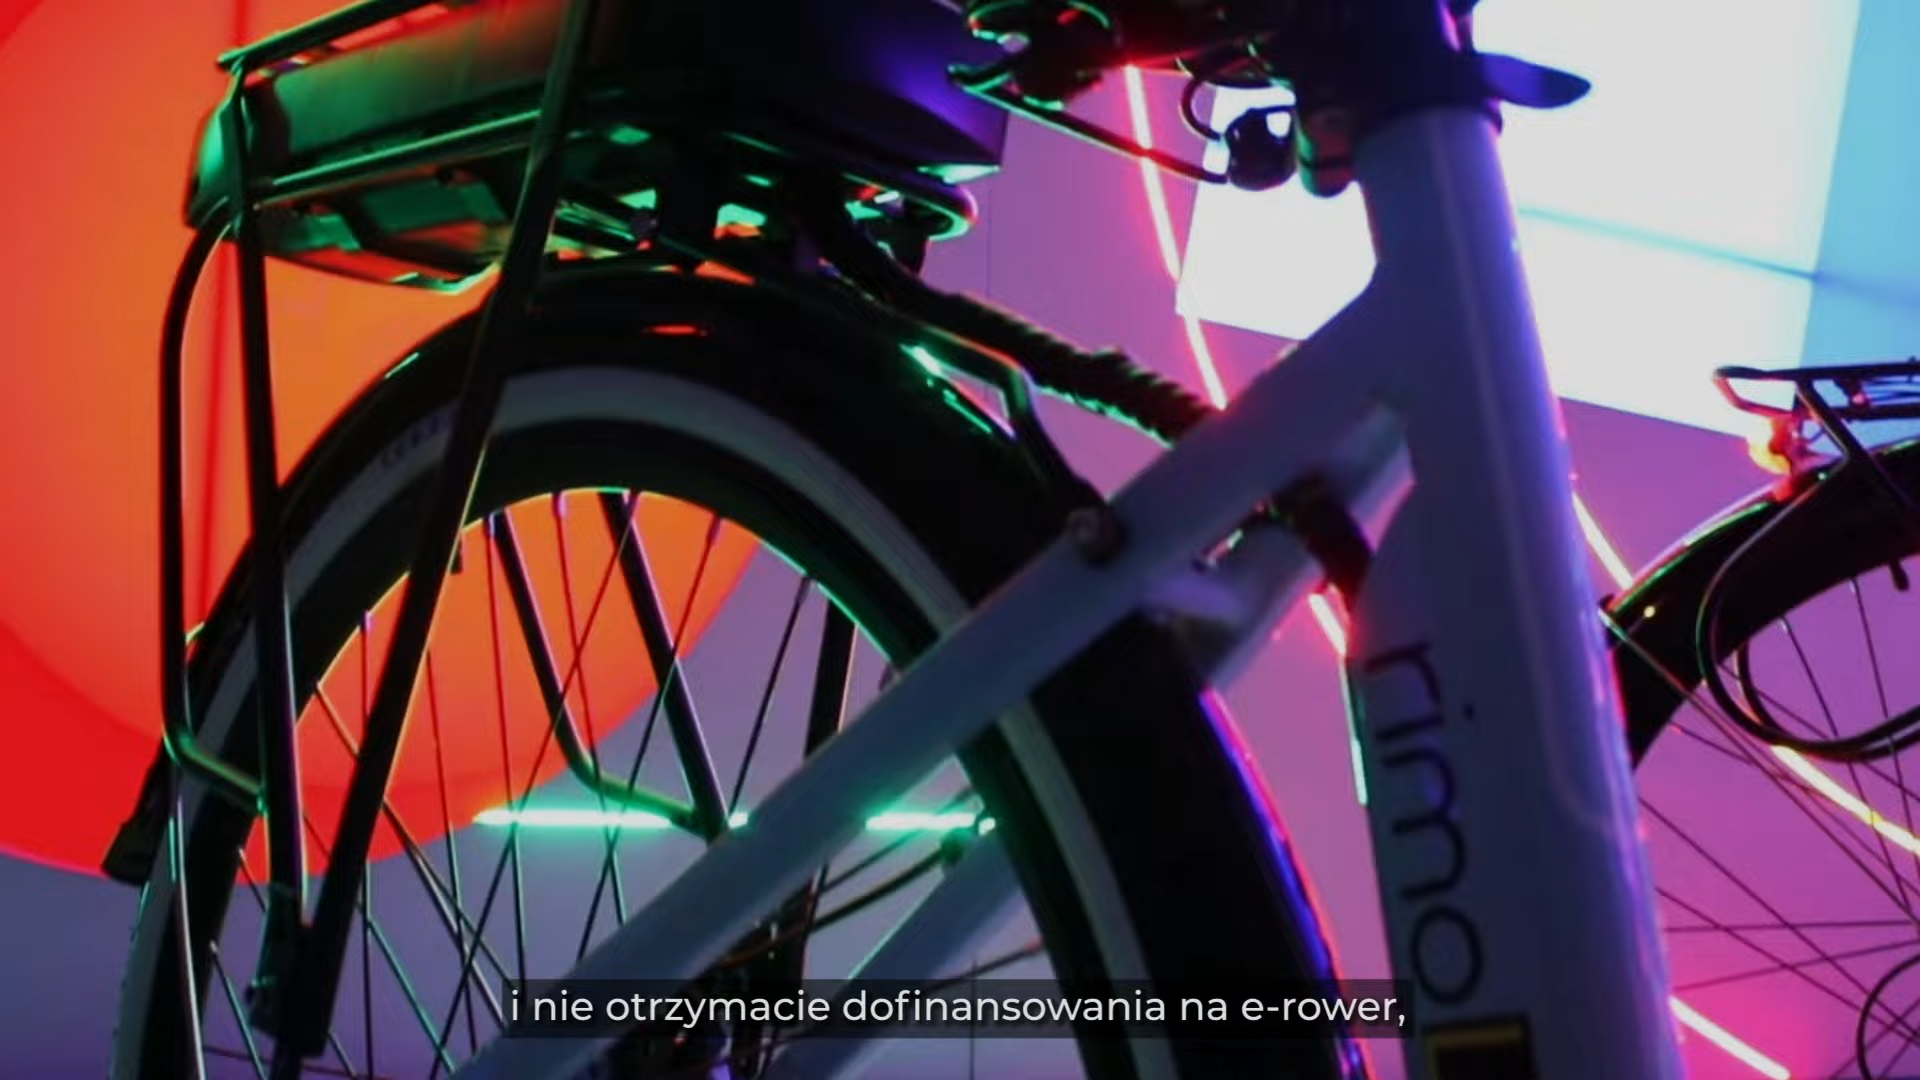 rimo
i nie otrzymacie dofinansowania na e-rower,